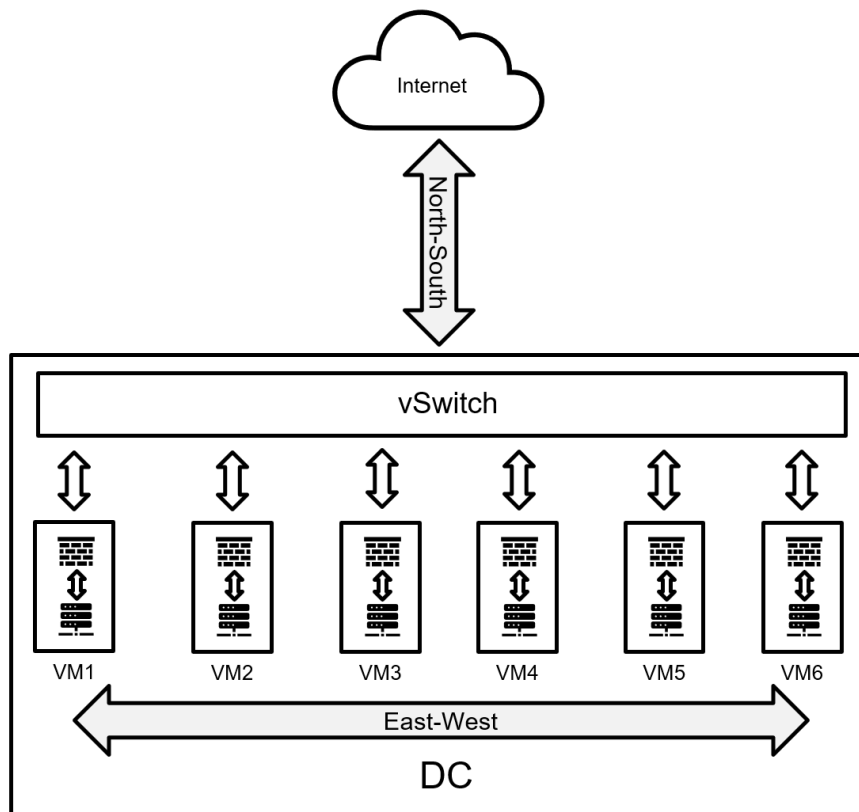 Internet
North-South
vSwitch
VM1
VM2
VM3
VM4
VM5
VM6
East-West
DC